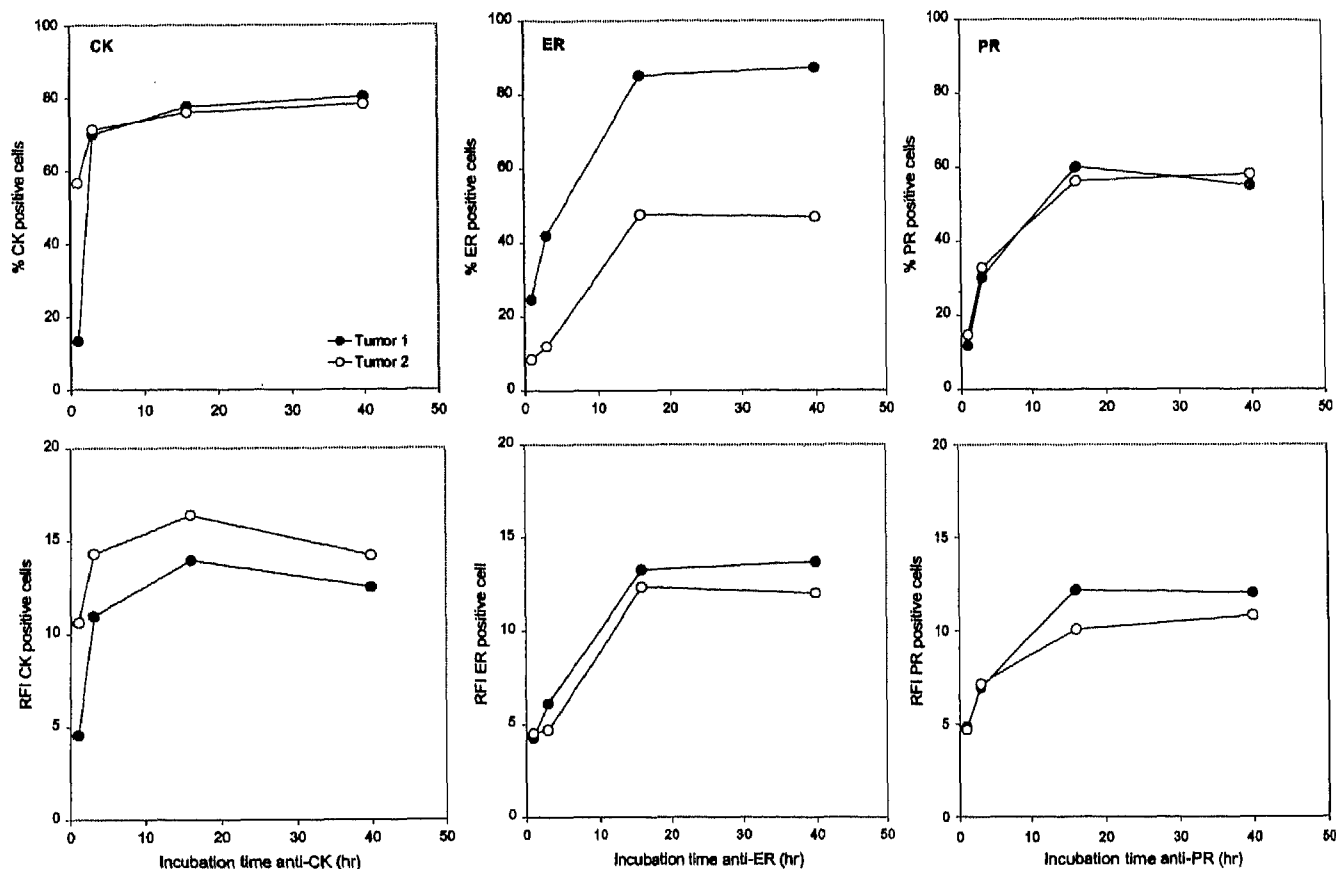 CK
% CK positive cells
100
80
60
40
20
0
0 10 20 30 40 50
Tumor 1
Tumor 2
ER
% ER positive cells
100
80
60
40
20
0
0 10 20 30 40 50
PR
% PR positive cells
100
80
60
40
20
0
0 10 20 30 40 50
RFI CK positive cells
20
15
10
5
0
0 10 20 30 40 50
Incubation time anti-CK (hr)
RFI ER positive cell
20
15
10
5
0
0 10 20 30 40 50
Incubation time anti-ER (hr)
RFI PR positive cells
20
15
10
5
0
0 10 20 30 40 50
Incubation time anti-PR (hr)